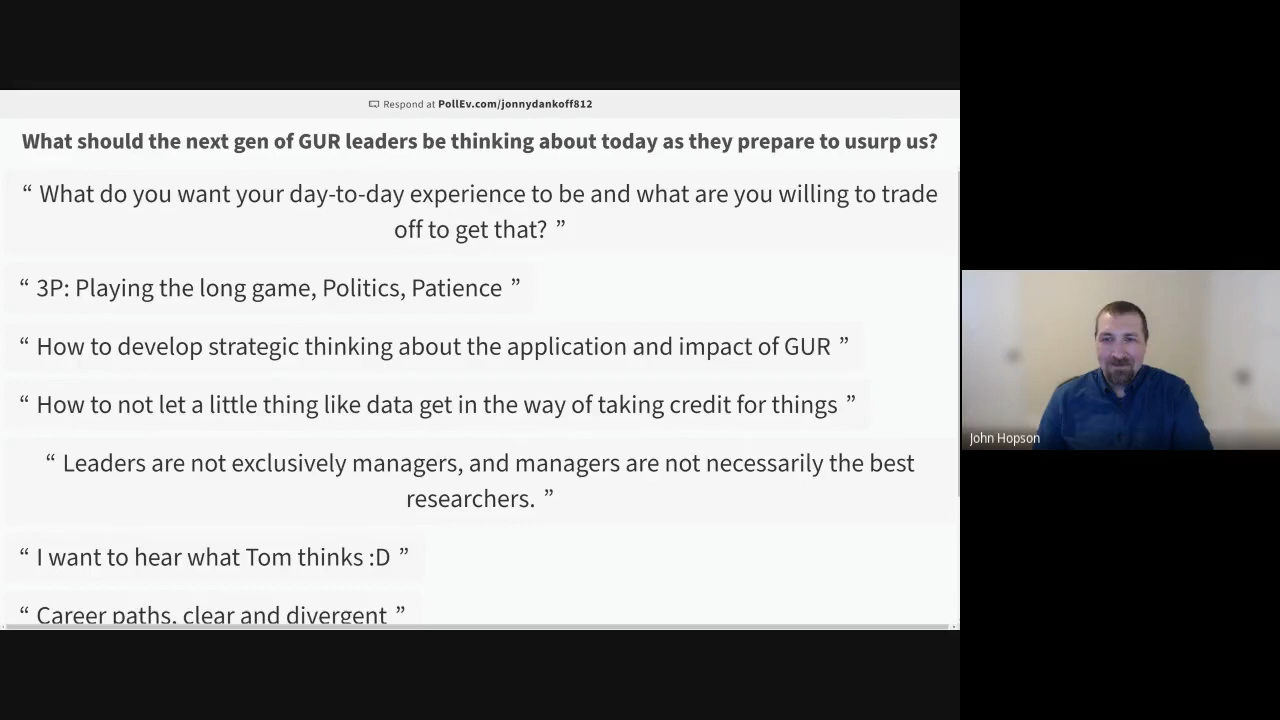 Respond at PollEv.com/jonnydankoff812
What should the next gen of GUR leaders be thinking about today as they prepare to usurp us?
“ What do you want your day-to-day experience to be and what are you willing to trade
off to get that? ”
“ 3P: Playing the long game, Politics, Patience ”
“ How to develop strategic thinking about the application and impact of GUR ”
“ How to not let a little thing like data get in the way of taking credit for things ”
“ Leaders are not exclusively managers, and managers are not necessarily the best
researchers. ”
“ I want to hear what Tom thinks :D ”
“ Career paths, clear and divergent ”
John Hopson